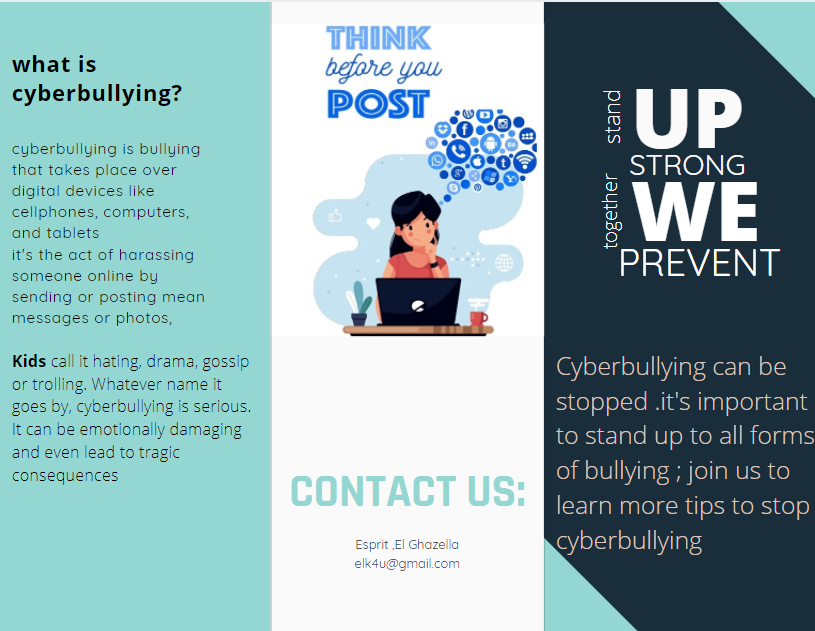 what is
cyberbullying?
cyberbullying is bullying
that takes place over
digital devices like
cellphones, computers,
and tablets
it's the act of harassing
someone online by
sending or posting mean
messages or photos,
Kids call it hating, drama, gossip
or trolling. Whatever name it
goes by, cyberbullying is serious.
It can be emotionally damaging
and even lead to tragic
consequences
THINK
before you
POST
CONTACT US:
Esprit ,El Ghazella
elk4u@gmail.com
stand
UP
STRONG
together
WE
PREVENT
Cyberbullying can be
stopped .it's important
to stand up to all forms
of bullying ; join us to
learn more tips to stop
cyberbullying